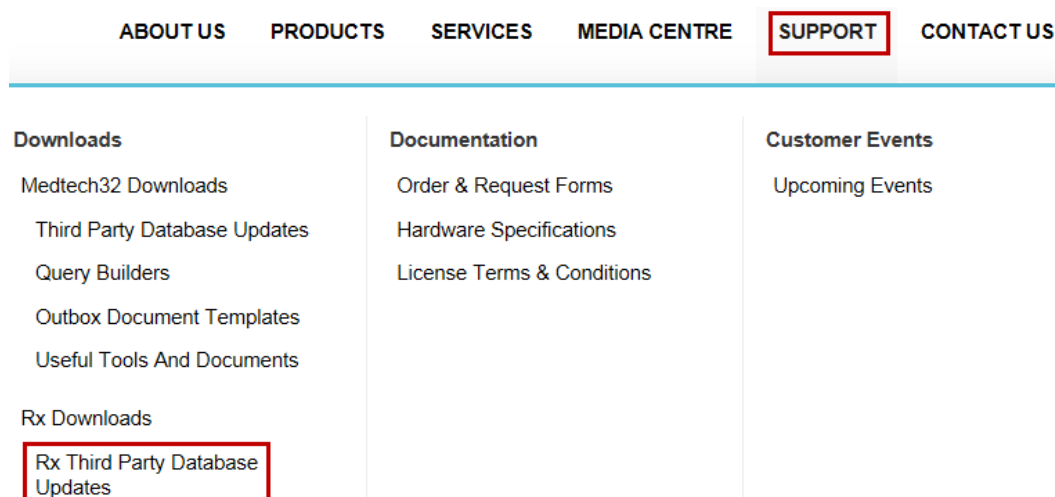 ABOUT US PRODUCTS SERVICES MEDIA CENTRE SUPPORT CONTACT US
Downloads
Medtech32 Downloads
Third Party Database Updates
Query Builders
Outbox Document Templates
Useful Tools And Documents
Rx Downloads
Rx Third Party Database
Updates
Documentation
Order & Request Forms
Hardware Specifications
License Terms & Conditions
Customer Events
Upcoming Events